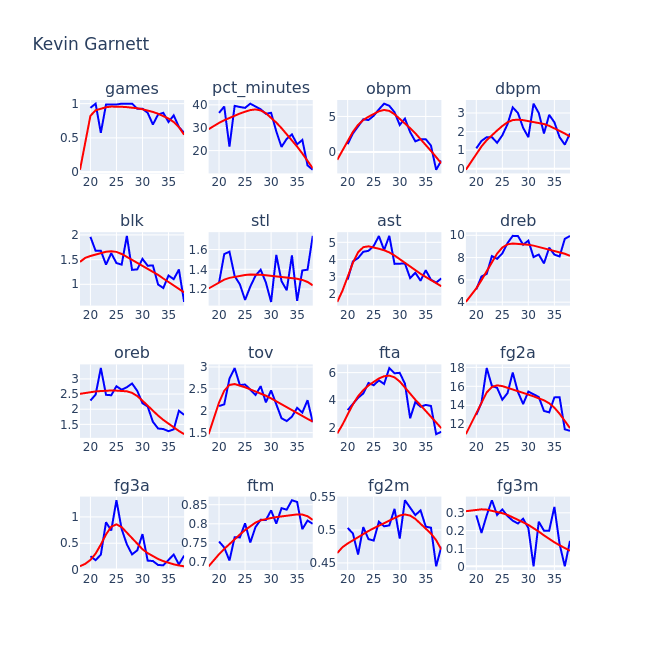 Kevin Garnett
games pct_minutes obpm dbpm
1
0.5
0
20 25 30 35
40
30
20
20 25 30 35
5
0
20 25 30 35
3
2
1
0
20 25 30 35
blk stl ast dreb
2
1.5
1
20 25 30 35
1.6
1.4
1.2
20 25 30 35
5
4
3
2
20 25 30 35
10
8
6
4
20 25 30 35
oreb tov fta fg2a
3
2.5
2
1.5
20 25 30 35
3
2.5
2
1.5
20 25 30 35
6
4
2
20 25 30 35
18
16
14
12
20 25 30 35
fg3a ftm fg2m fg3m
1
0.5
0
20 25 30 35
0.85
0.8
0.75
0.7
20 25 30 35
0.55
0.5
0.45
20 25 30 35
0.3
0.2
0.1
0
20 25 30 35